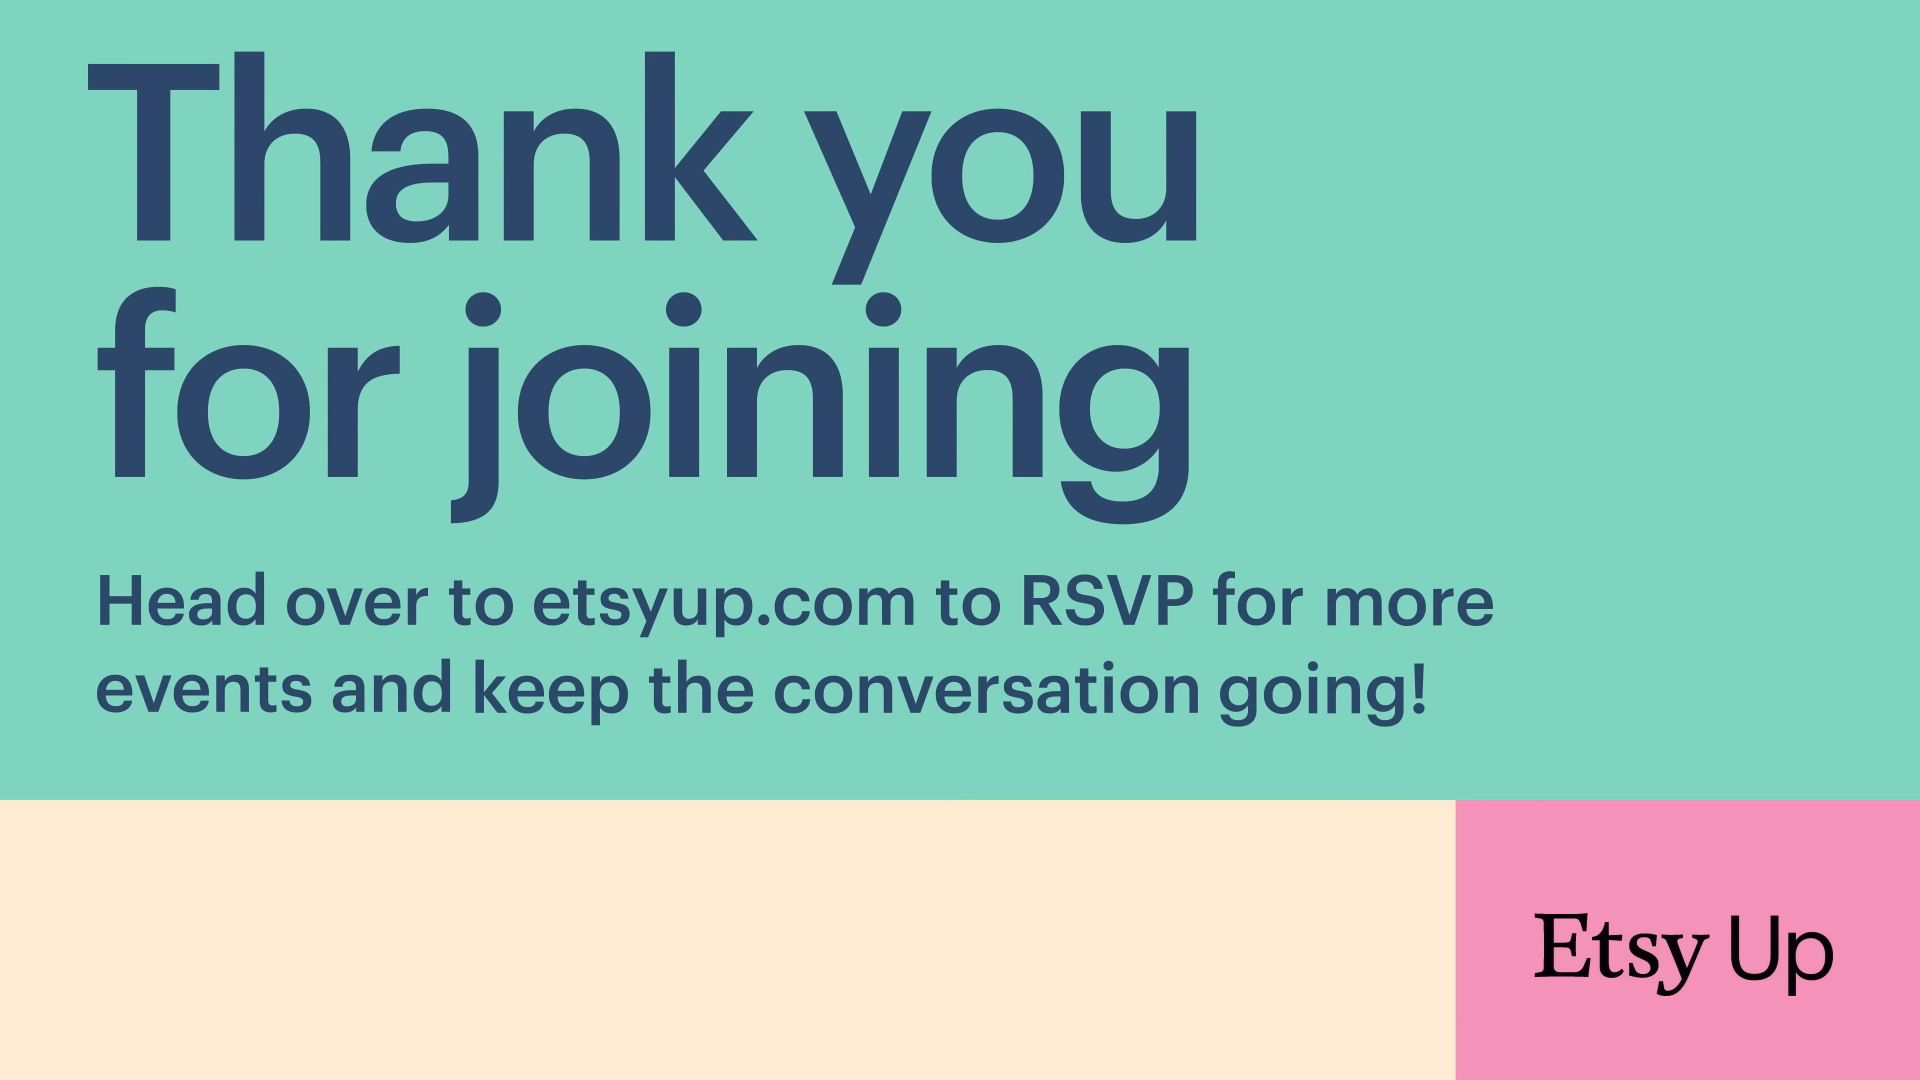 Thank you
for joining
Head over to etsyup.com to RSVP for more
events and keep the conversation going!
Etsy Up